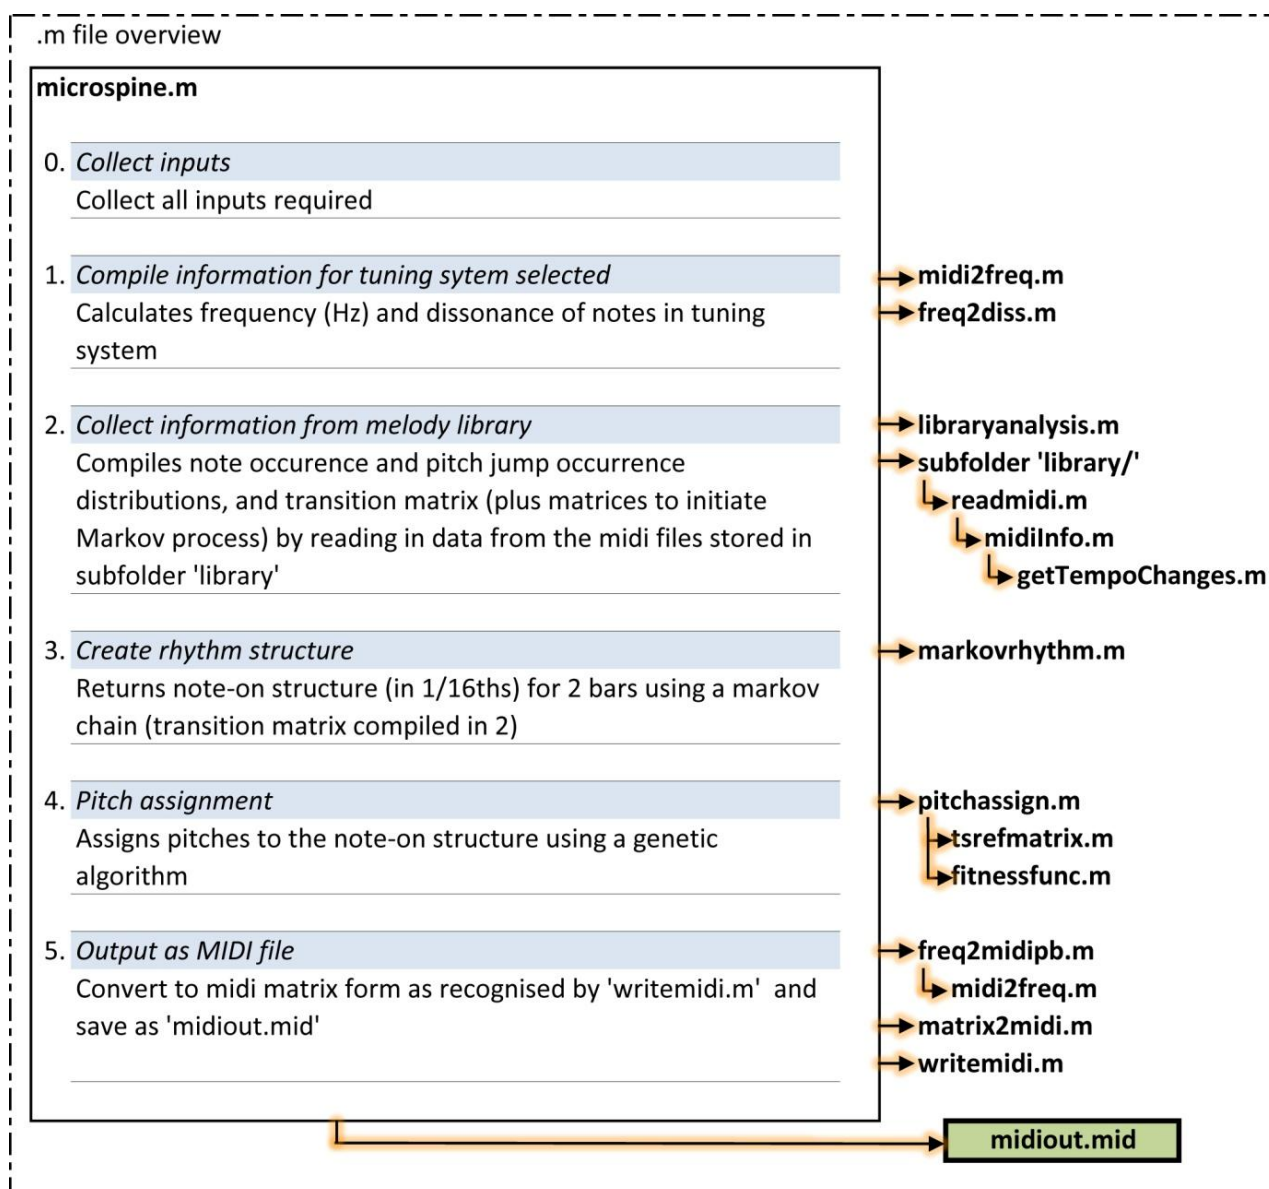 .m file overview
microspine.m
0. Collect inputs
Collect all inputs required
1. Compile information for tuning sytem selected
midi2freq.m
Calculates frequency (Hz) and dissonance of notes in tuning
freq2diss.m
system
2. Collect information from melody library
libraryanalysis.m
Compiles note occurence and pitch jump occurrence
subfolder 'library/'
distributions, and transition matrix (plus matrices to initiate
readmidi.m
Markov process) by reading in data from the midi files stored in
midiInfo.m
subfolder 'library'
getTempoChanges.m
3. Create rhythm structure
markovrhythm.m
Returns note-on structure (in 1/16ths) for 2 bars using a markov
chain (transition matrix compiled in 2)
4. Pitch assignment
pitchassign.m
Assigns pitches to the note-on structure using a genetic
tsrefmatrix.m
algorithm
fitnessfunc.m
5. Output as MIDI file
freq2midipb.m
Convert to midi matrix form as recognised by 'writemidi.m' and
midi2freq.m
save as 'midiout.mid'
matrix2midi.m
writemidi.m
midiout.mid